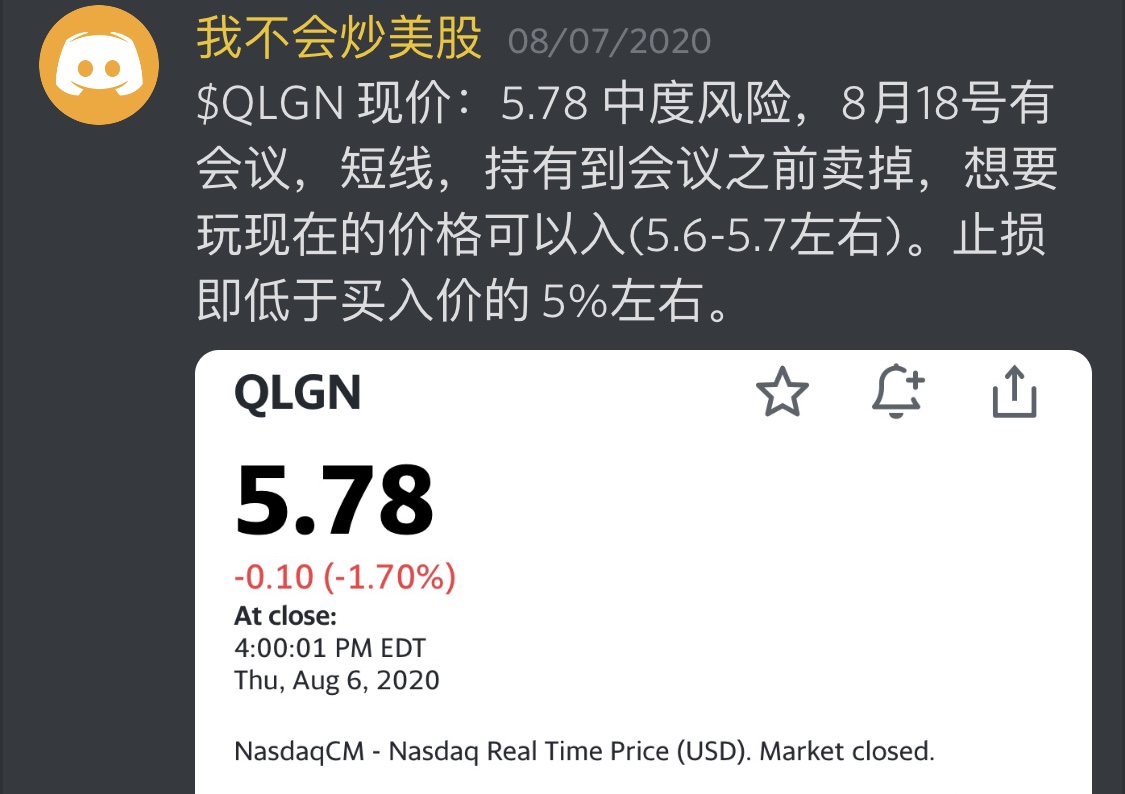 我不会炒美股 08/07/2020
$QLGN 现价：5.78 中度风险，8月18号有
会议，短线，持有到会议之前卖掉，想要
玩现在的价格可以入(5.6-5.7左右)。止损
即低于买入价的 5%左右。
QLGN
5.78
-0.10 (-1.70%)
At close:
4:00:01 PM EDT
Thu, Aug 6, 2020
NasdaqCM - Nasdaq Real Time Price (USD). Market closed.